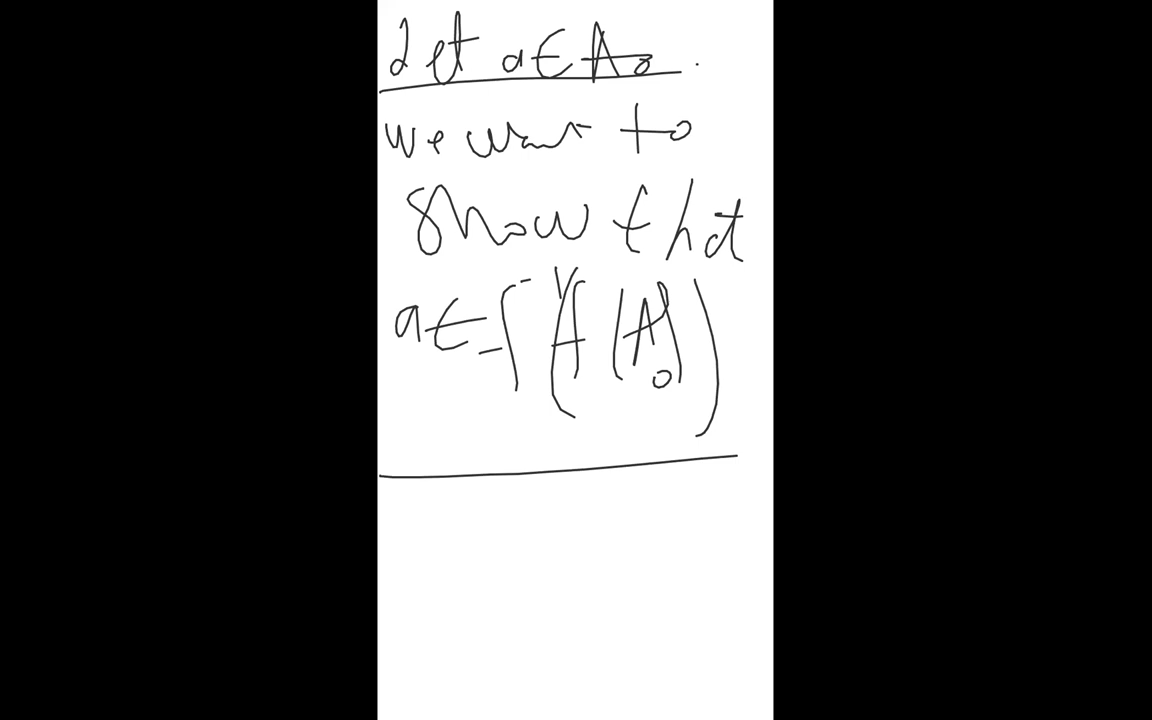 Let a ∈ A₀.
we want to
show that
a ∈ f⁻¹(f(A₀))